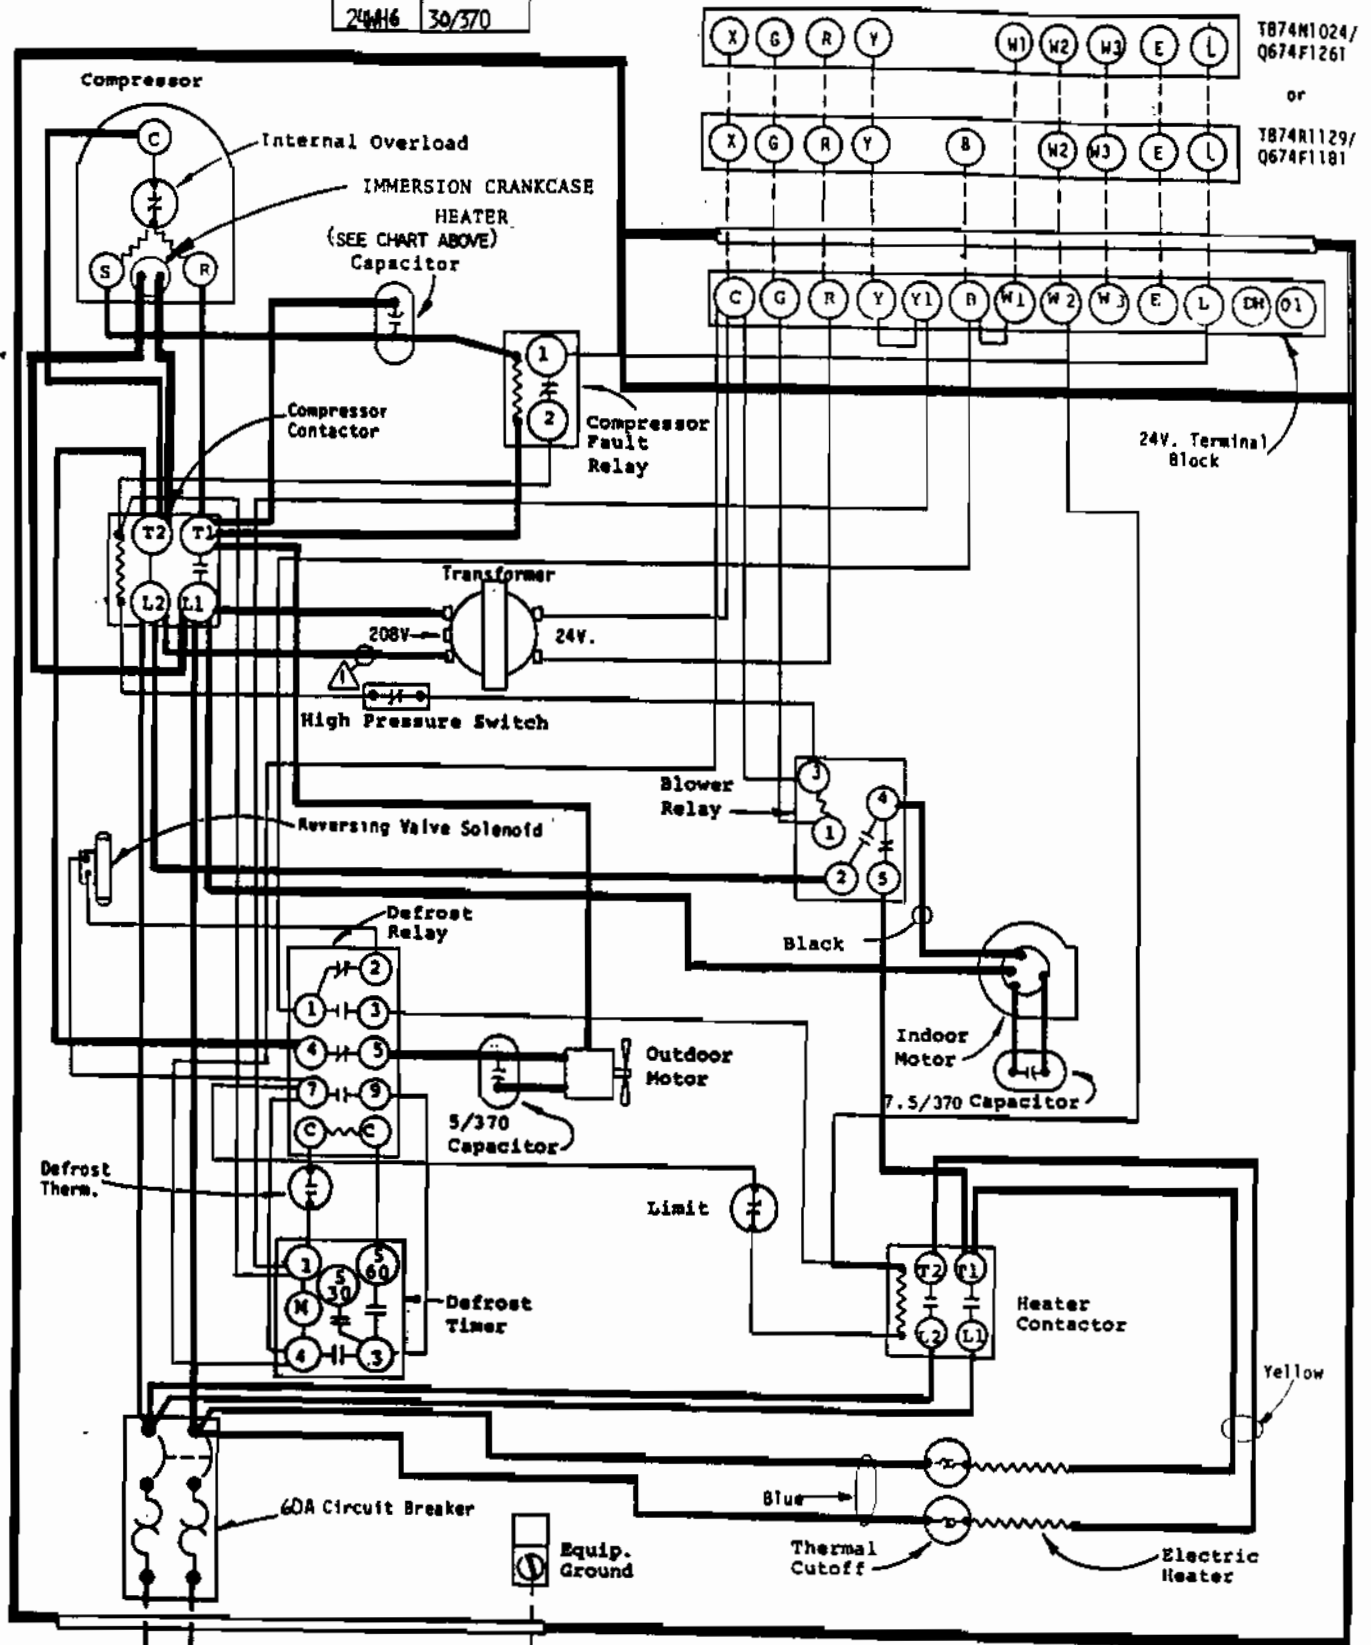 24WH6 30/370
X G R Y W1 W2 W3 E L
T874N1024/
Q674F1261
or
X G R Y B W2 W3 E L
T874R1129/
Q674F1181
Compressor
C
Internal Overload
IMMERSION CRANKCASE
HEATER
(SEE CHART ABOVE)
Capacitor
S R
C G R Y Y1 B W1 W2 W3 E L DH O1
24V. Terminal
Block
1
2
Compressor
Fault
Relay
Compressor
Contactor
T2 T1
L2 L1
Transformer
208V
24V.
1
High Pressure Switch
Blower
Relay
3
4
1
2 5
Reversing Valve Solenoid
Defrost
Relay
2
1 3
4 5
7 9
C C
Black
Indoor
Motor
7.5/370 Capacitor
Outdoor
Motor
5/370
Capacitor
Defrost
Therm.
Limit
1
5
30
5
60
M
4 3
Defrost
Timer
T2 T1
L2 L1
Heater
Contactor
Yellow
Blue
60A Circuit Breaker
Equip.
Ground
Thermal
Cutoff
Electric
Heater